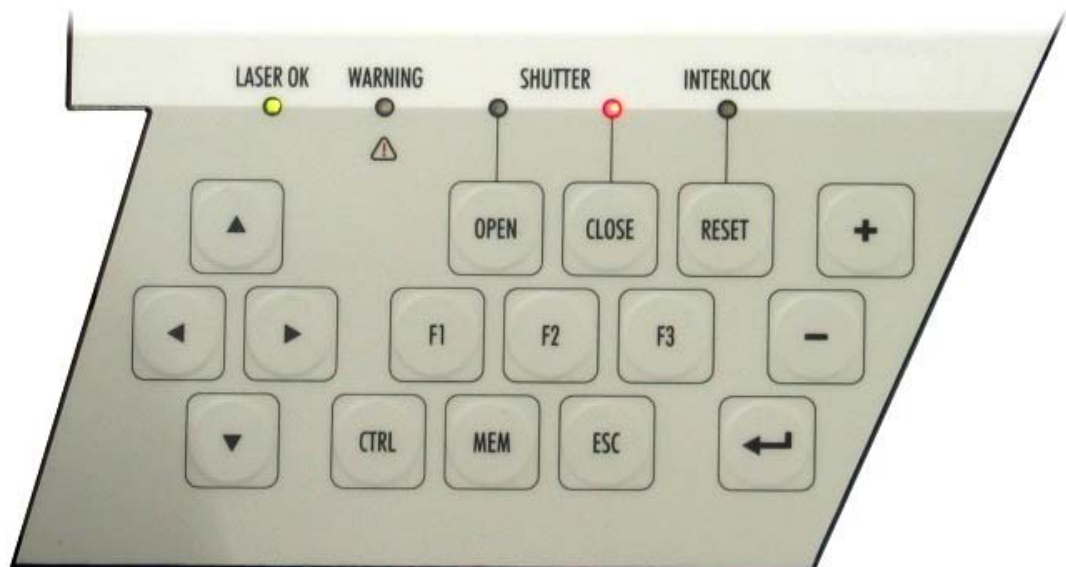 LASER OK WARNING SHUTTER INTERLOCK
OPEN CLOSE RESET +
F1 F2 F3 -
CTRL MEM ESC